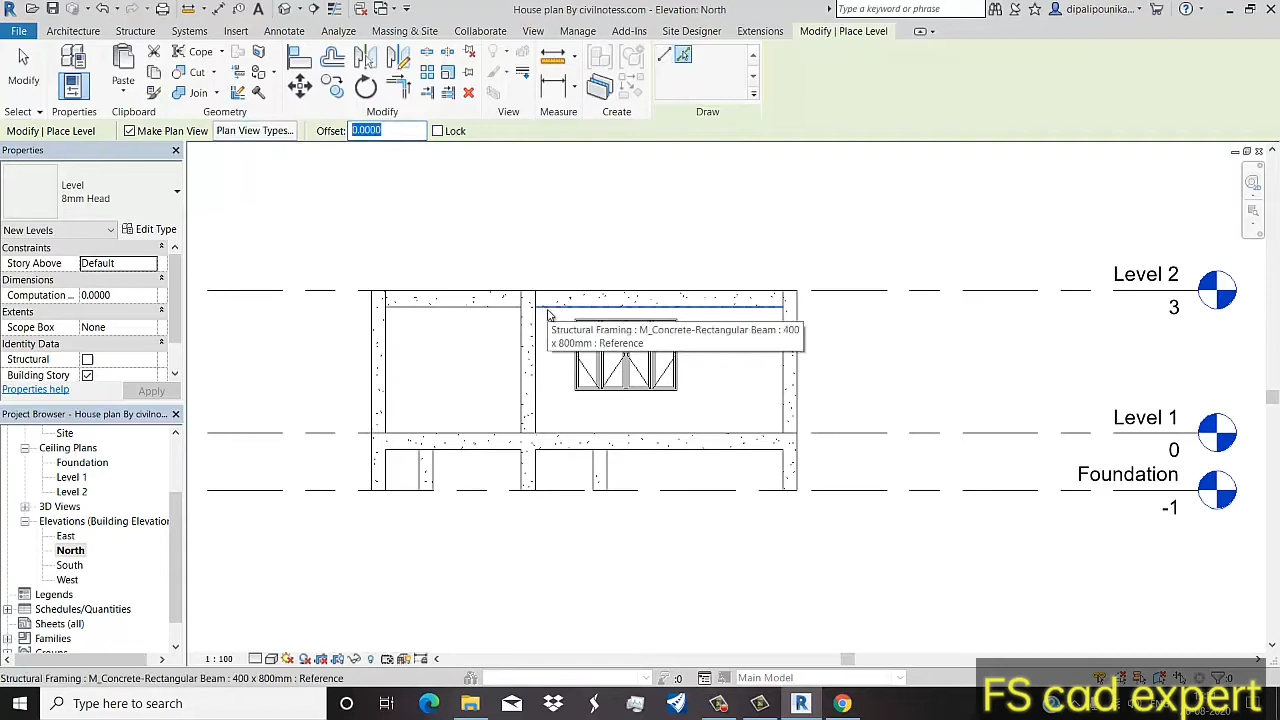 House plan By civilnotess.com - Elevation: North
Type a keyword or phrase
dipalipounika...
File Architecture Structure Systems Insert Annotate Analyze Massing & Site Collaborate View Manage Add-Ins Site Designer Extensions Modify | Place Level
Modify
Paste
Cope
Cut
Join
Select Properties Clipboard Geometry Modify View Measure Create Draw
Modify | Place Level
Make Plan View
Plan View Types...
Offset: 0.0000
Lock
Properties
Level
8mm Head
New Levels
Edit Type
Constraints
Story Above Default
Dimensions
Computation ... 0.0000
Extents
Scope Box None
Identity Data
Structural
Building Story
Properties help
Apply
Project Browser - House plan By civilno...
Site
Ceiling Plans
Foundation
Level 1
Level 2
3D Views
Elevations (Building Elevation
East
North
South
West
Legends
Schedules/Quantities
Sheets (all)
Families
Level 2
3
Structural Framing : M_Concrete-Rectangular Beam : 400
x 800mm : Reference
Level 1
0
Foundation
-1
1 : 100
Structural Framing : M_Concrete-Rectangular Beam : 400 x 800mm : Reference
:0
Main Model
:0
Type here to search
FS cad expert